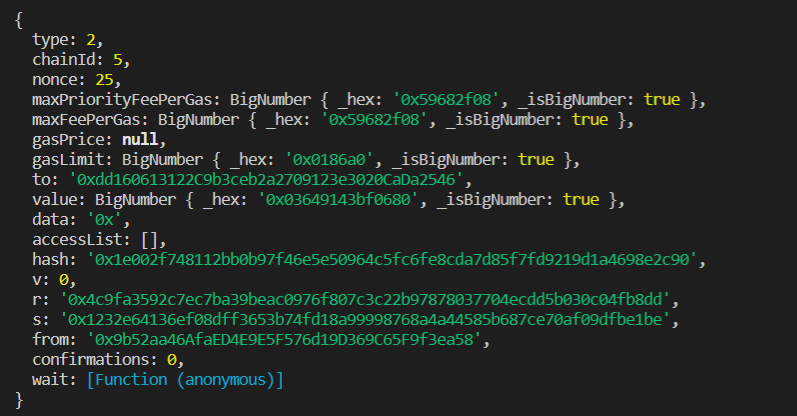 {
  type: 2,
  chainId: 5,
  nonce: 25,
  maxPriorityFeePerGas: BigNumber { _hex: '0x59682f08', _isBigNumber: true },
  maxFeePerGas: BigNumber { _hex: '0x59682f08', _isBigNumber: true },
  gasPrice: null,
  gasLimit: BigNumber { _hex: '0x0186a0', _isBigNumber: true },
  to: '0xdd160613122C9b3ceb2a2709123e3020CaDa2546',
  value: BigNumber { _hex: '0x03649143bf0680', _isBigNumber: true },
  data: '0x',
  accessList: [],
  hash: '0x1e002f748112bb0b97f46e5e50964c5fc6fe8cda7d85f7fd9219d1a4698e2c90',
  v: 0,
  r: '0x4c9fa3592c7ec7ba39beac0976f807c3c22b97878037704ecdd5b030c04fb8dd',
  s: '0x1232e64136ef08dff3653b74fd18a99998768a4a44585b687ce70af09dfbe1be',
  from: '0x9b52aa46AfaED4E9E5F576d19D369C65F9f3ea58',
  confirmations: 0,
  wait: [Function (anonymous)]
}